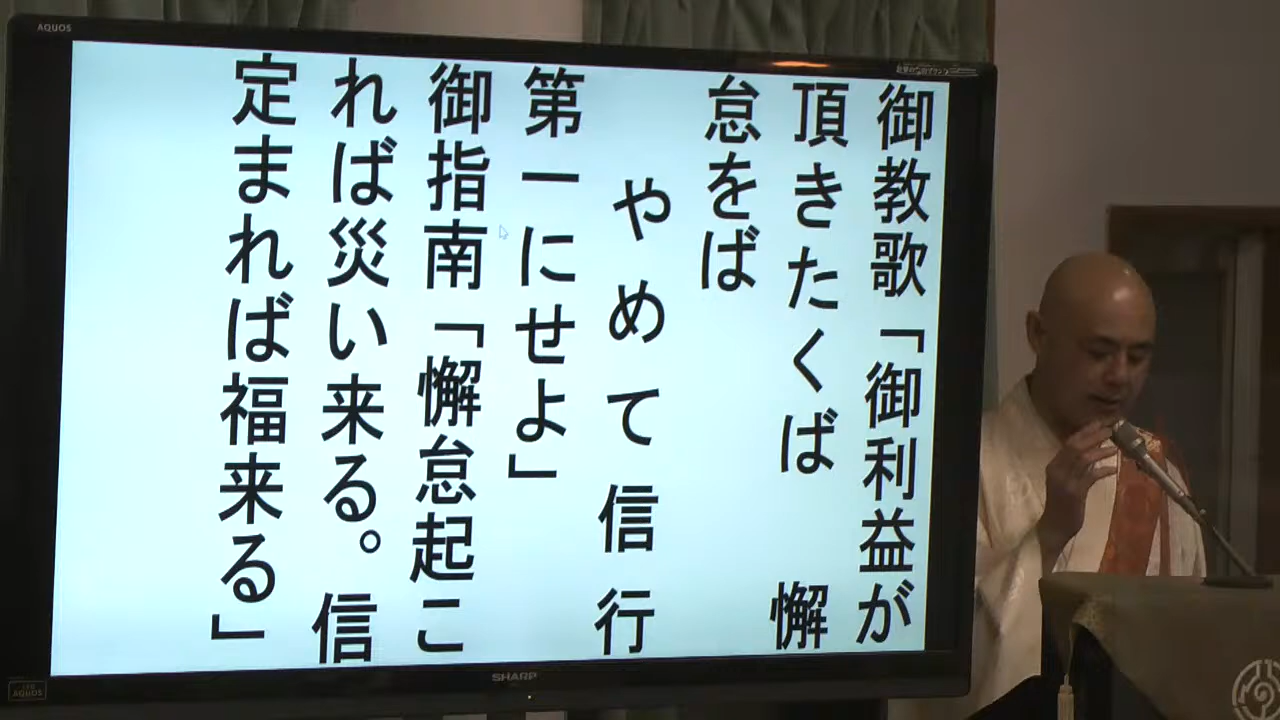 AQUOS
御教歌「御利益が
頂きたくば　懈
怠をば
やめて信行
第一にせよ」
御指南「懈怠起こ
れば災い来る。信
定まれば福来る」
SHARP
AQUOS